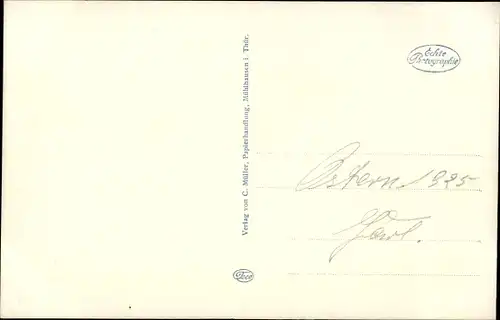 Echte
Photographie
Verlag von C. Müller, Papierhandlung, Mühlhausen i. Thür.
Ostern 1925